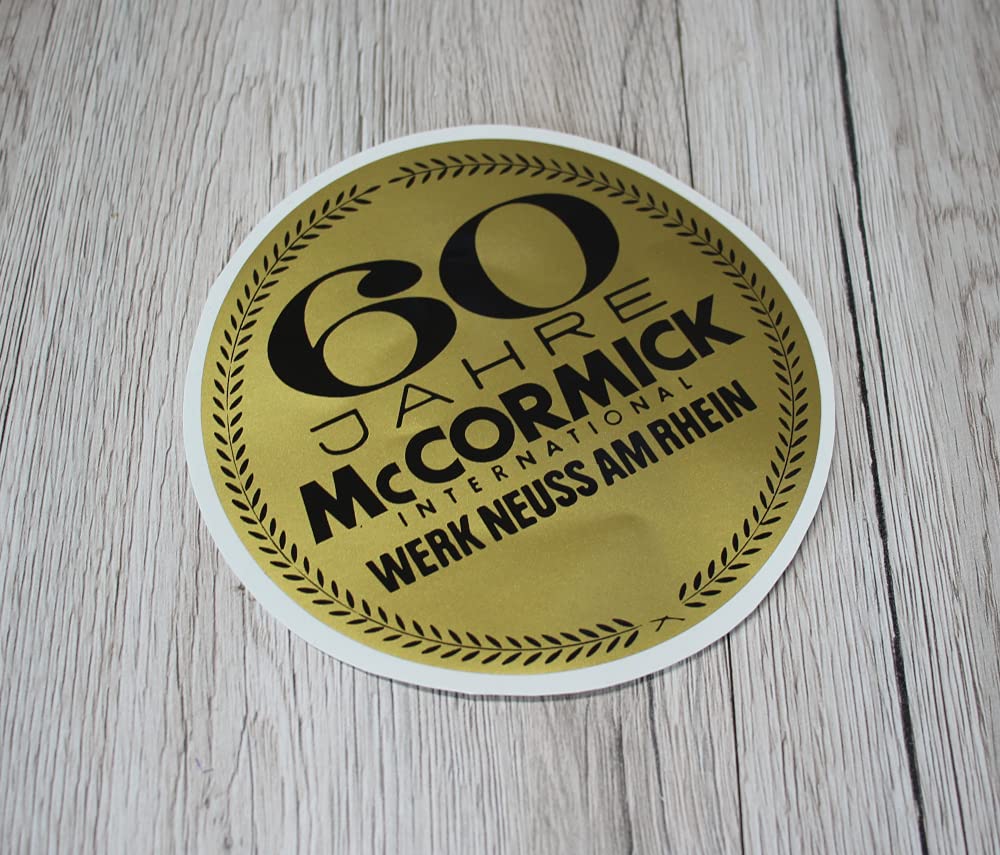 60
JAHRE
McCORMICK
INTERNATIONAL
WERK NEUSS AM RHEIN